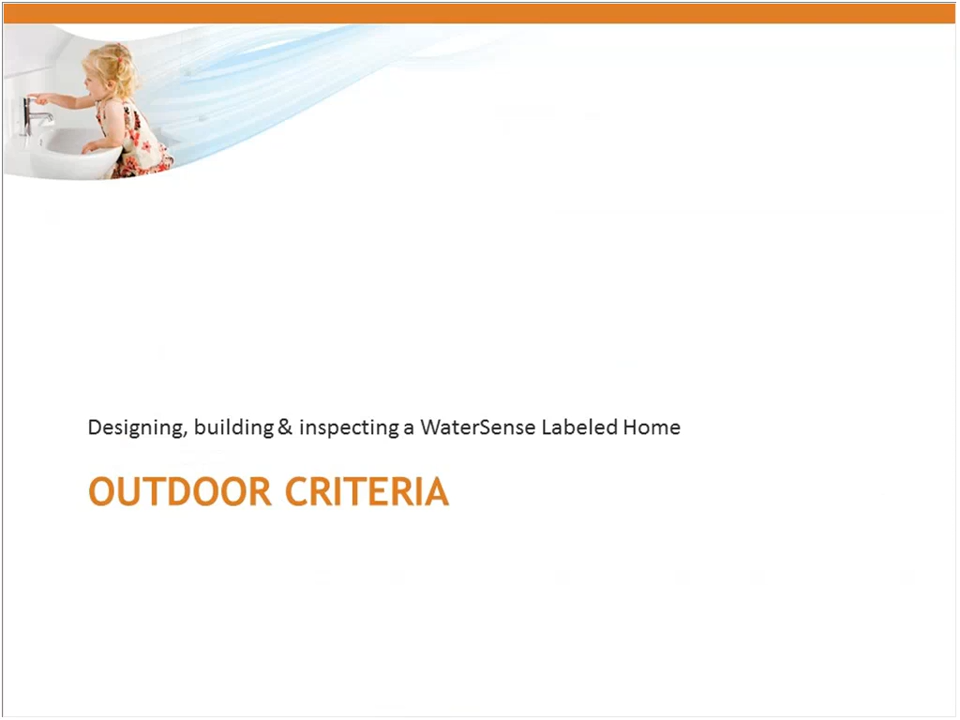 Designing, building & inspecting a WaterSense Labeled Home
OUTDOOR CRITERIA